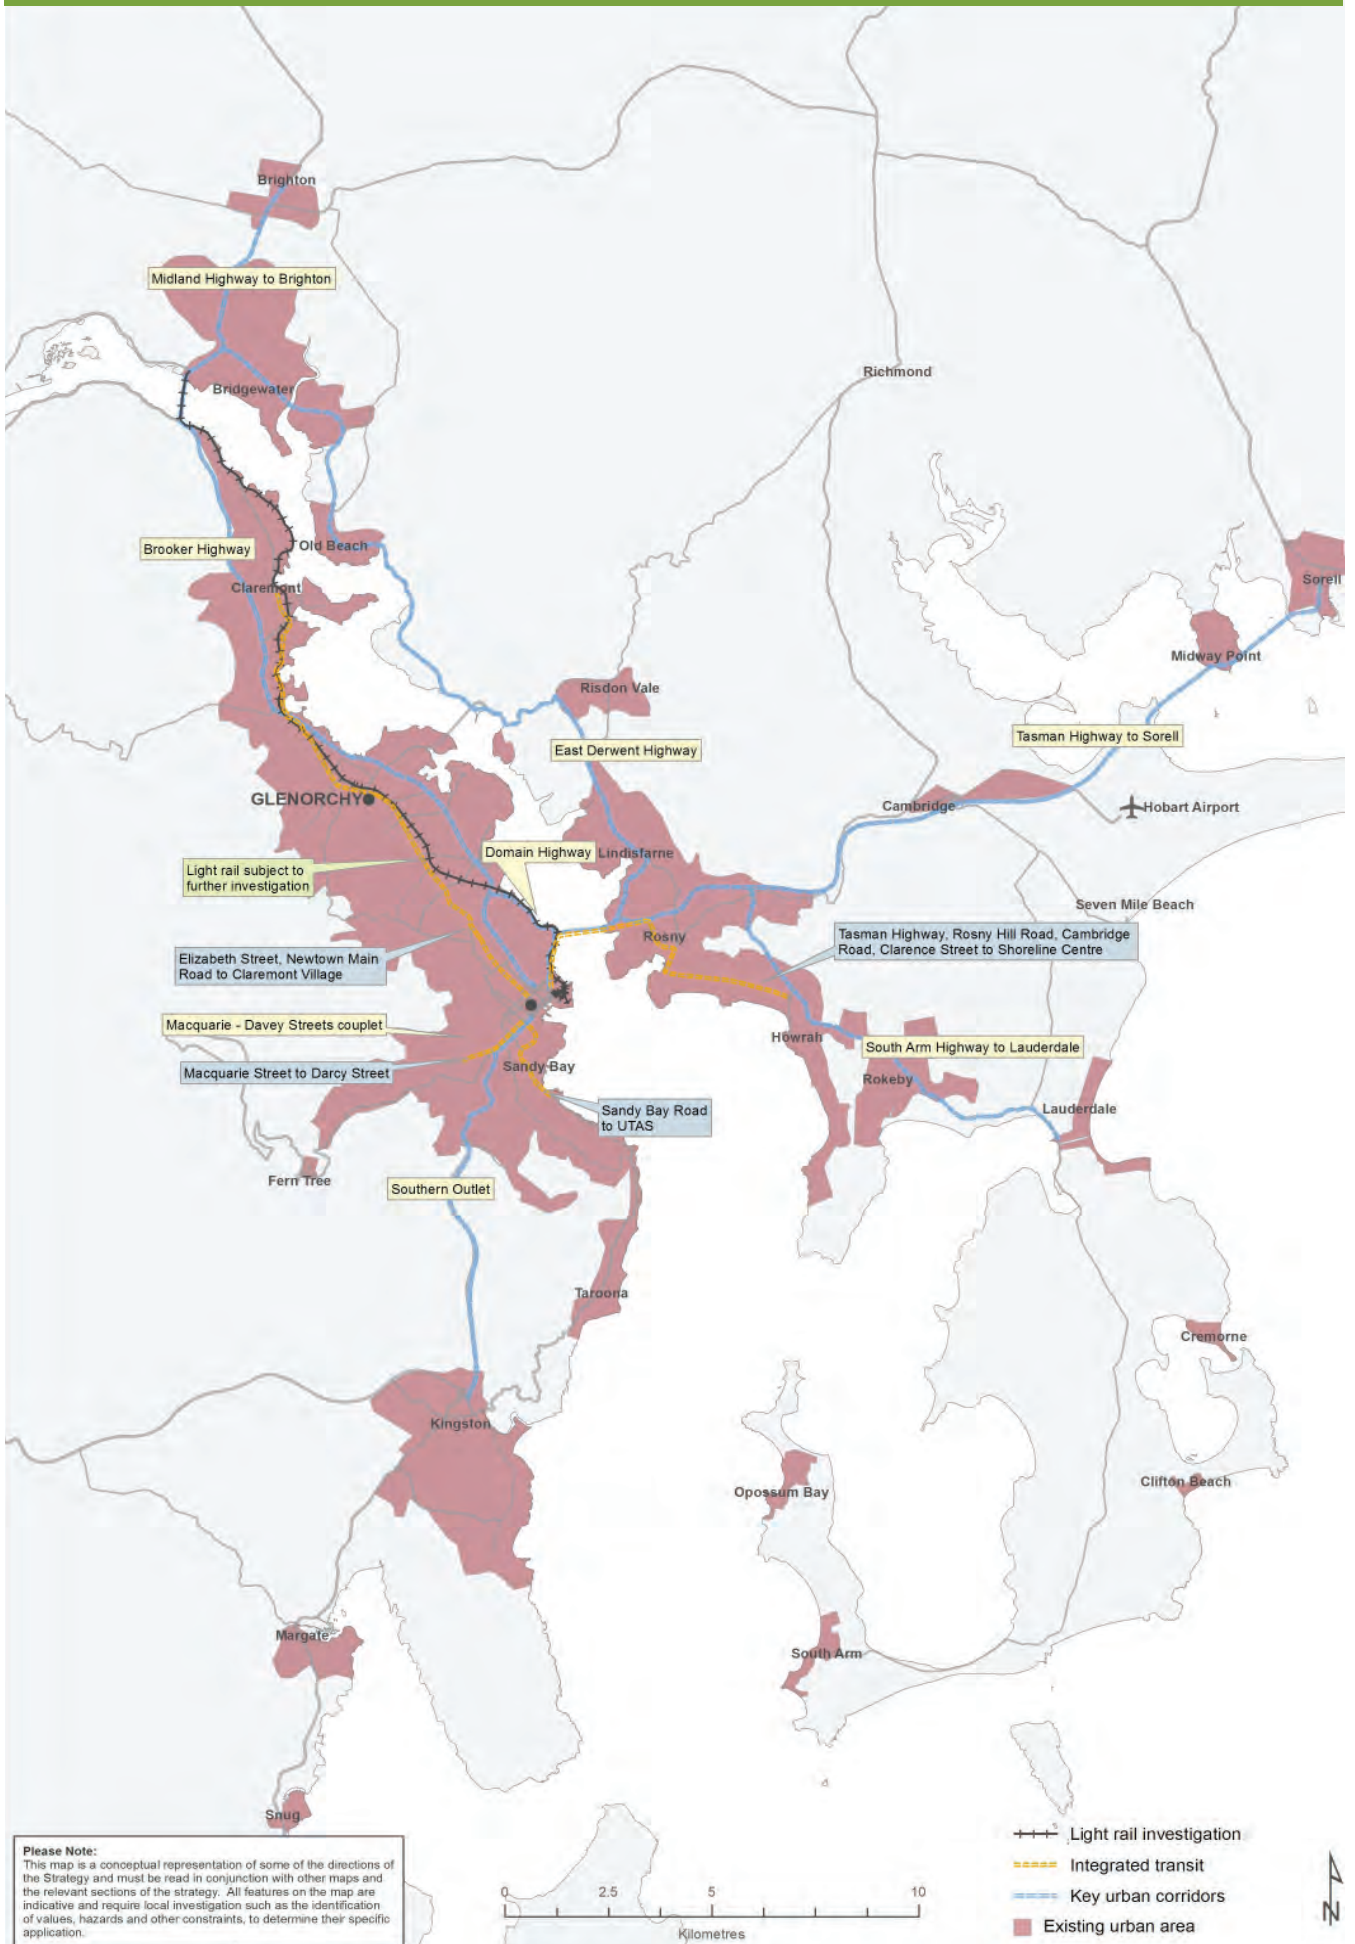 Brighton
Midland Highway to Brighton
Richmond
Bridgewater
Brooker Highway
Old Beach
Claremont
Sorell
Midway Point
Risdon Vale
East Derwent Highway
Tasman Highway to Sorell
GLENORCHY
Cambridge
Hobart Airport
Domain Highway
Lindisfarne
Light rail subject to
further investigation
Seven Mile Beach
Rosny
Tasman Highway, Rosny Hill Road, Cambridge
Road, Clarence Street to Shoreline Centre
Elizabeth Street, Newtown Main
Road to Claremont Village
Macquarie - Davey Streets couplet
Howrah
South Arm Highway to Lauderdale
Macquarie Street to Darcy Street
Sandy Bay
Rokeby
Sandy Bay Road
to UTAS
Lauderdale
Fern Tree
Southern Outlet
Taroona
Cremorne
Kingston
Opossum Bay
Clifton Beach
Margate
South Arm
Snug
Please Note:
This map is a conceptual representation of some of the directions of
the Strategy and must be read in conjunction with other maps and
the relevant sections of the strategy. All features on the map are
indicative and require local investigation such as the identification
of values, hazards and other constraints, to determine their specific
application.
0 2.5 5 10
Kilometres
Light rail investigation
Integrated transit
Key urban corridors
Existing urban area
N